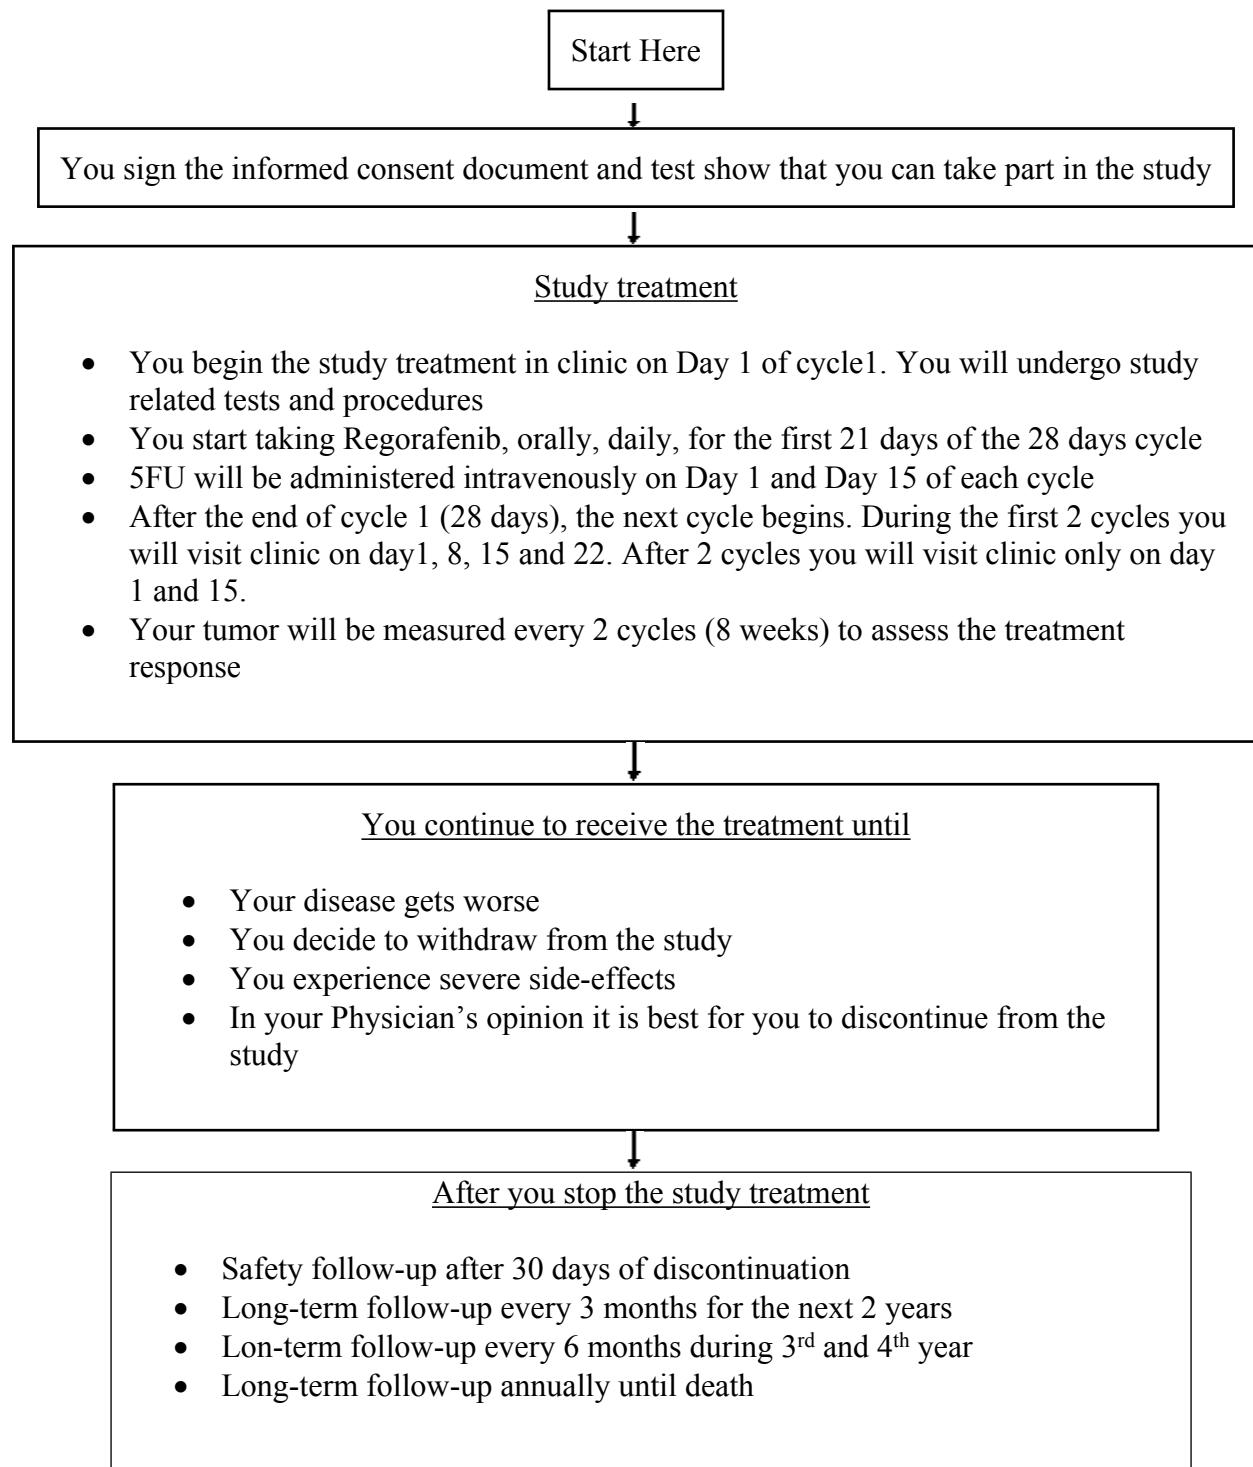 Start Here
You sign the informed consent document and test show that you can take part in the study
Study treatment
• You begin the study treatment in clinic on Day 1 of cycle1. You will undergo study
related tests and procedures
• You start taking Regorafenib, orally, daily, for the first 21 days of the 28 days cycle
• 5FU will be administered intravenously on Day 1 and Day 15 of each cycle
• After the end of cycle 1 (28 days), the next cycle begins. During the first 2 cycles you
will visit clinic on day1, 8, 15 and 22. After 2 cycles you will visit clinic only on day
1 and 15.
• Your tumor will be measured every 2 cycles (8 weeks) to assess the treatment
response
You continue to receive the treatment until
• Your disease gets worse
• You decide to withdraw from the study
• You experience severe side-effects
• In your Physician’s opinion it is best for you to discontinue from the
study
After you stop the study treatment
• Safety follow-up after 30 days of discontinuation
• Long-term follow-up every 3 months for the next 2 years
• Lon-term follow-up every 6 months during 3rd and 4th year
• Long-term follow-up annually until death